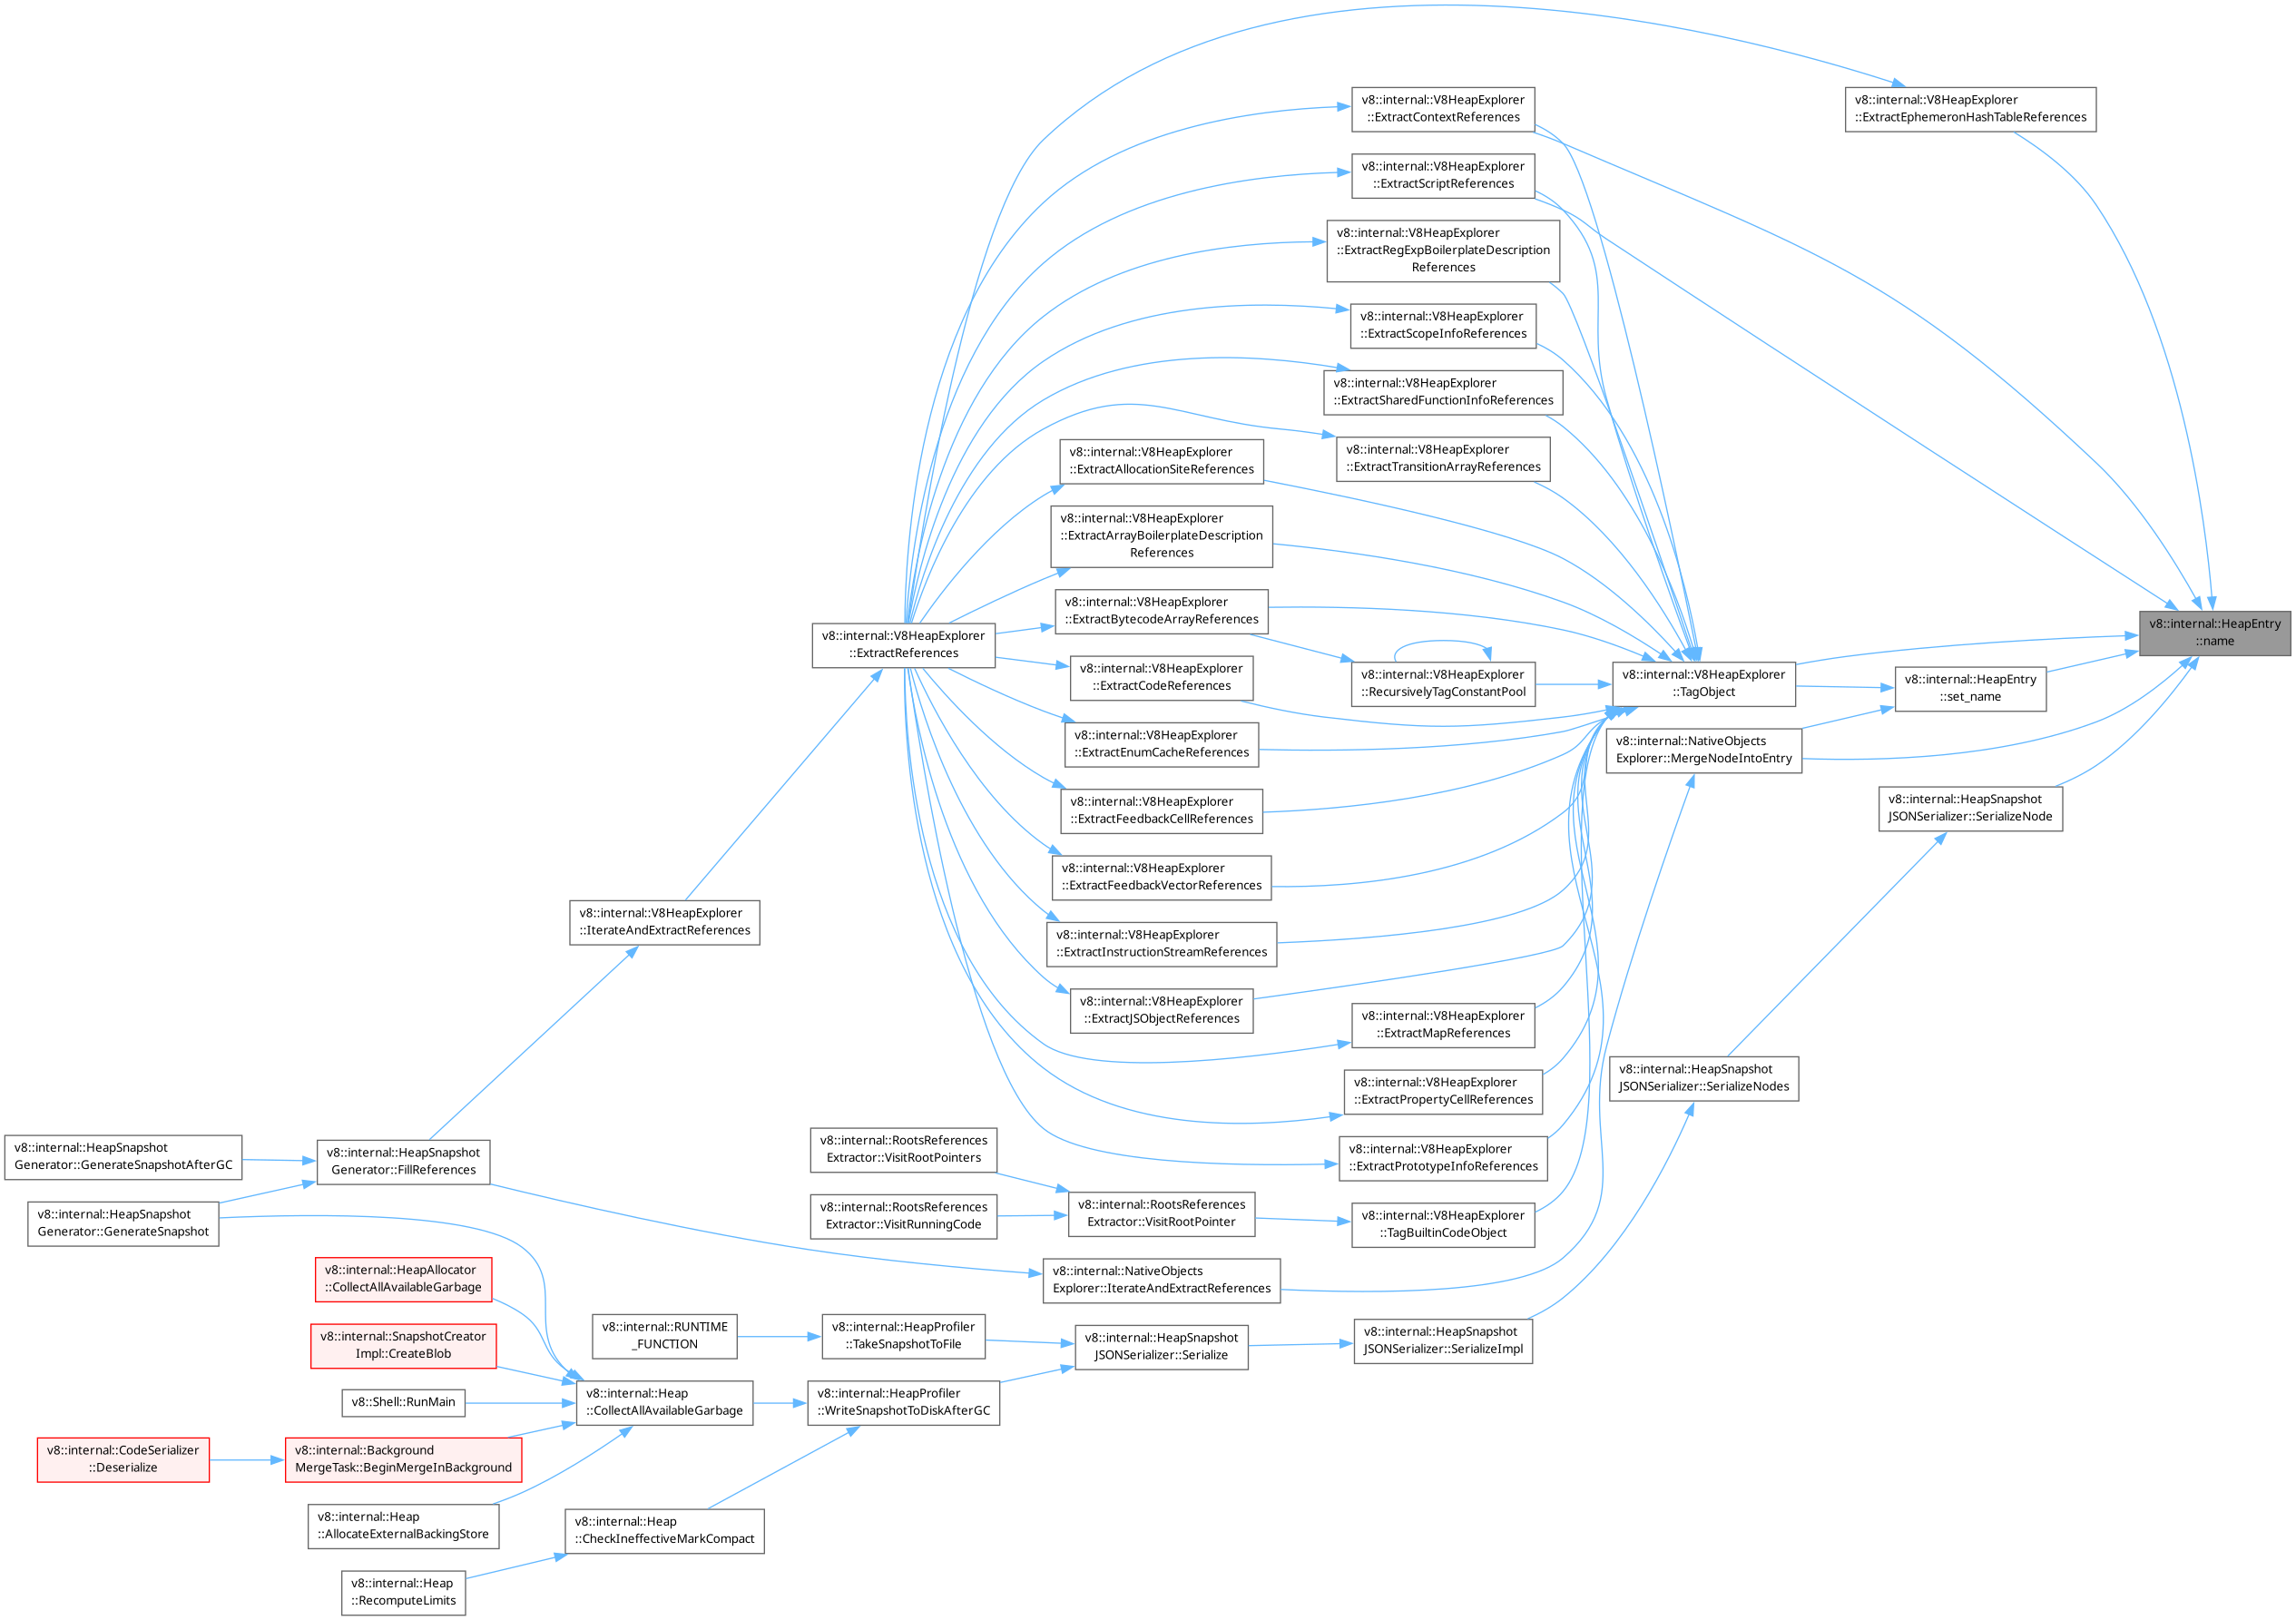 v8::internal::V8HeapExplorer
::ExtractContextReferences
v8::internal::V8HeapExplorer
::ExtractEphemeronHashTableReferences
v8::internal::V8HeapExplorer
::ExtractScriptReferences
v8::internal::V8HeapExplorer
::ExtractRegExpBoilerplateDescription
References
v8::internal::V8HeapExplorer
::ExtractScopeInfoReferences
v8::internal::V8HeapExplorer
::ExtractSharedFunctionInfoReferences
v8::internal::V8HeapExplorer
::ExtractTransitionArrayReferences
v8::internal::V8HeapExplorer
::ExtractAllocationSiteReferences
v8::internal::V8HeapExplorer
::ExtractArrayBoilerplateDescription
References
v8::internal::V8HeapExplorer
::ExtractBytecodeArrayReferences
v8::internal::V8HeapExplorer
::ExtractReferences
v8::internal::HeapEntry
::name
v8::internal::V8HeapExplorer
::ExtractCodeReferences
v8::internal::V8HeapExplorer
::RecursivelyTagConstantPool
v8::internal::V8HeapExplorer
::TagObject
v8::internal::HeapEntry
::set_name
v8::internal::V8HeapExplorer
::ExtractEnumCacheReferences
v8::internal::NativeObjects
Explorer::MergeNodeIntoEntry
v8::internal::V8HeapExplorer
::ExtractFeedbackCellReferences
v8::internal::HeapSnapshot
JSONSerializer::SerializeNode
v8::internal::V8HeapExplorer
::ExtractFeedbackVectorReferences
v8::internal::V8HeapExplorer
::IterateAndExtractReferences
v8::internal::V8HeapExplorer
::ExtractInstructionStreamReferences
v8::internal::V8HeapExplorer
::ExtractJSObjectReferences
v8::internal::V8HeapExplorer
::ExtractMapReferences
v8::internal::V8HeapExplorer
::ExtractPropertyCellReferences
v8::internal::HeapSnapshot
JSONSerializer::SerializeNodes
v8::internal::HeapSnapshot
Generator::GenerateSnapshotAfterGC
v8::internal::HeapSnapshot
Generator::FillReferences
v8::internal::RootsReferences
Extractor::VisitRootPointers
v8::internal::V8HeapExplorer
::ExtractPrototypeInfoReferences
v8::internal::HeapSnapshot
Generator::GenerateSnapshot
v8::internal::RootsReferences
Extractor::VisitRunningCode
v8::internal::RootsReferences
Extractor::VisitRootPointer
v8::internal::V8HeapExplorer
::TagBuiltinCodeObject
v8::internal::HeapAllocator
::CollectAllAvailableGarbage
v8::internal::NativeObjects
Explorer::IterateAndExtractReferences
v8::internal::SnapshotCreator
Impl::CreateBlob
v8::internal::RUNTIME
_FUNCTION
v8::internal::HeapProfiler
::TakeSnapshotToFile
v8::internal::HeapSnapshot
JSONSerializer::Serialize
v8::internal::HeapSnapshot
JSONSerializer::SerializeImpl
v8::Shell::RunMain
v8::internal::Heap
::CollectAllAvailableGarbage
v8::internal::HeapProfiler
::WriteSnapshotToDiskAfterGC
v8::internal::CodeSerializer
::Deserialize
v8::internal::Background
MergeTask::BeginMergeInBackground
v8::internal::Heap
::AllocateExternalBackingStore
v8::internal::Heap
::CheckIneffectiveMarkCompact
v8::internal::Heap
::RecomputeLimits